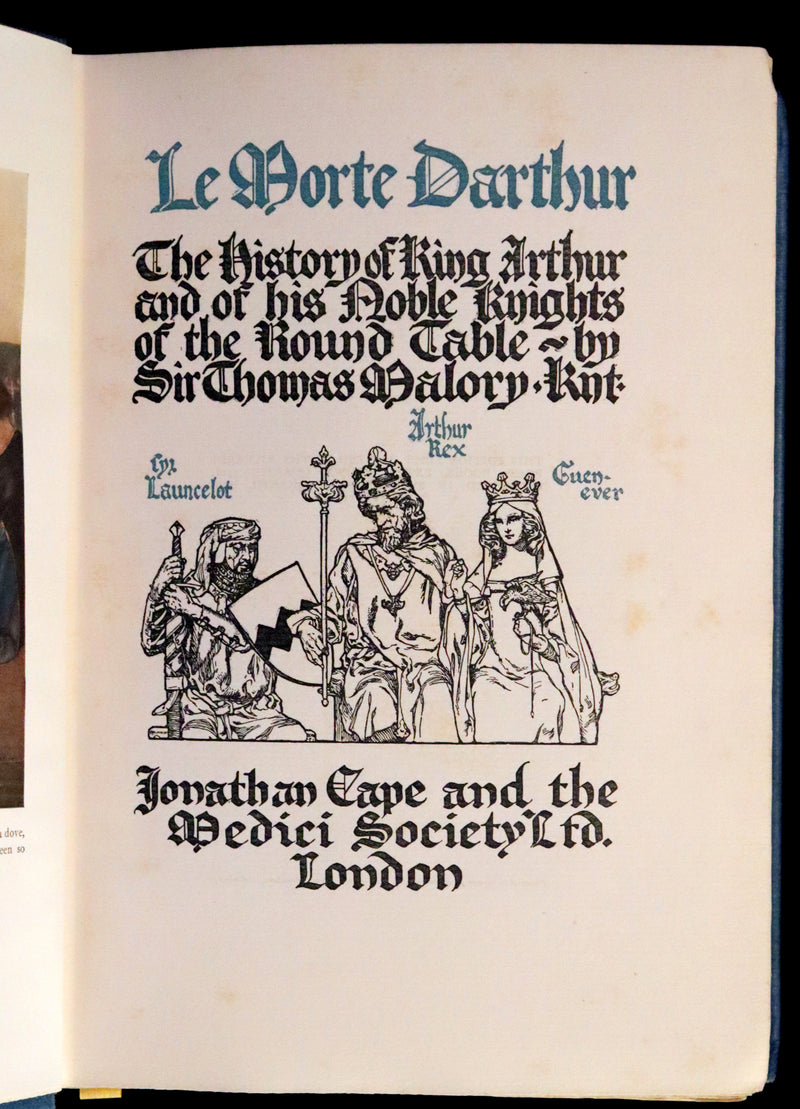 Le Morte Darthur
The History of King Arthur
and of his Noble Knights
of the Round Table ~ by
Sir Thomas Malory · Knt ·
Arthur
Rex
Syr
Launcelot
Guen-
ever
Jonathan Cape and the
Medici Society Ltd.
London
dove,
een so